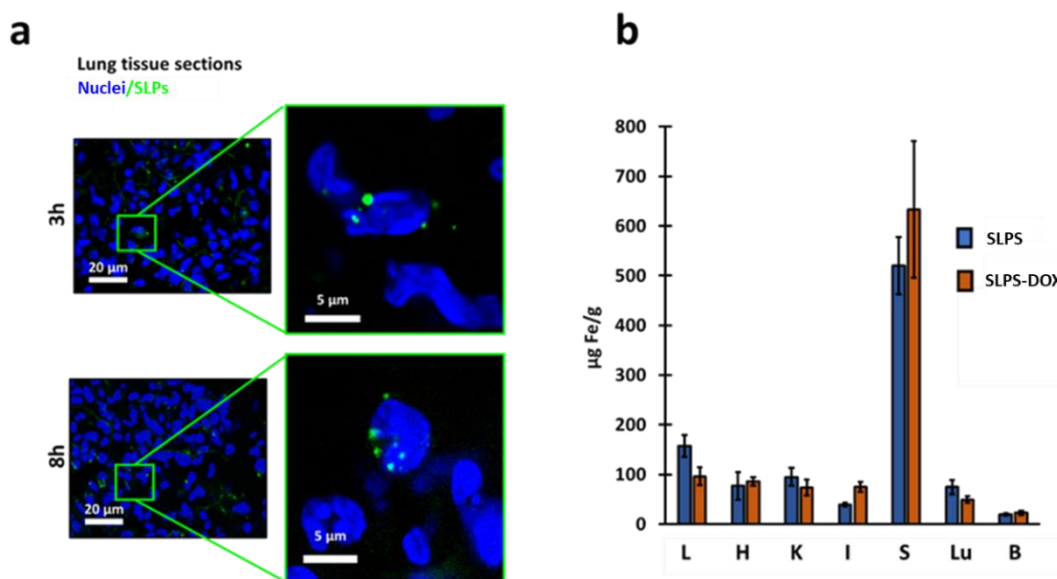 a
Lung tissue sections
Nuclei/SLPs
3h
20 µm
5 µm
8h
20 µm
5 µm
b
800
700
600
500
400
300
200
100
0
µg Fe/g
L H K I S Lu B
SLPS
SLPS-DOX